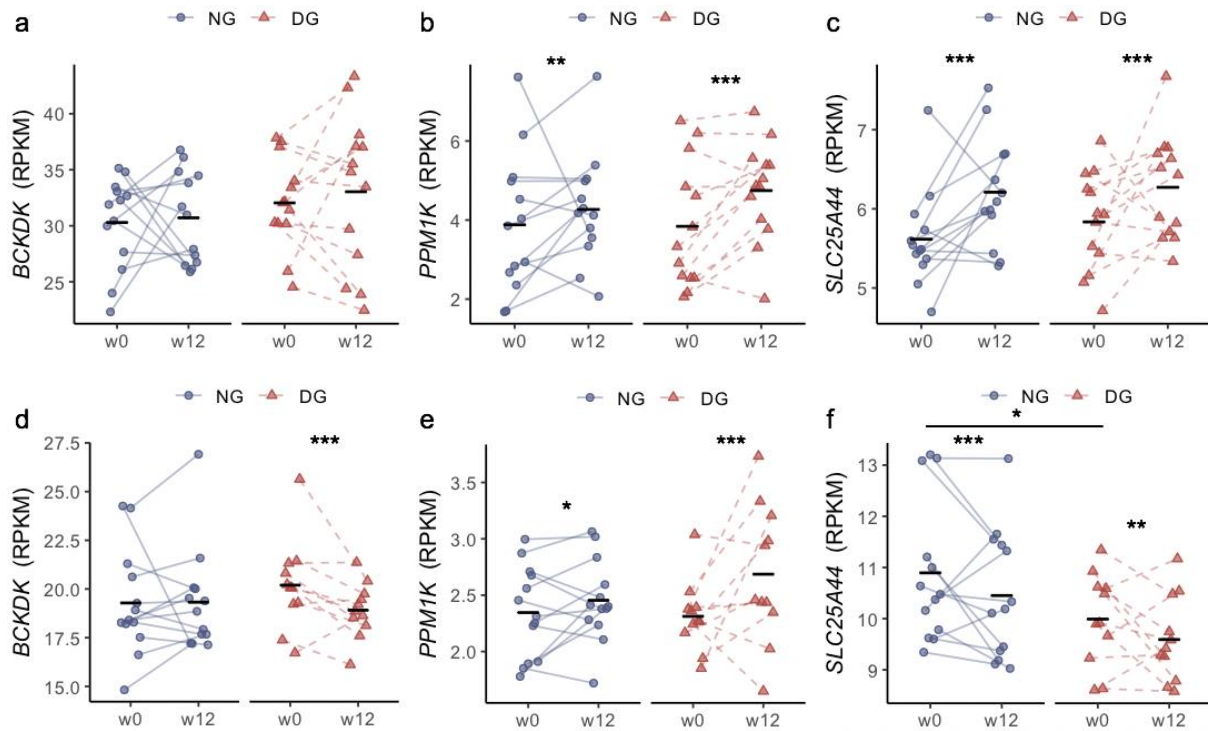 a
NG DG
BCKDK (RPKM)
40
35
30
25
w0 w12 w0 w12
b
NG DG
PPM1K (RPKM)
** ***
6
4
2
w0 w12 w0 w12
c
NG DG
SLC25A44 (RPKM)
*** ***
7
6
5
w0 w12 w0 w12
d
NG DG
BCKDK (RPKM)
***
27.5
25.0
22.5
20.0
17.5
15.0
w0 w12 w0 w12
e
NG DG
PPM1K (RPKM)
* ***
3.5
3.0
2.5
2.0
w0 w12 w0 w12
f
NG DG
SLC25A44 (RPKM)
*
*** **
13
12
11
10
9
w0 w12 w0 w12